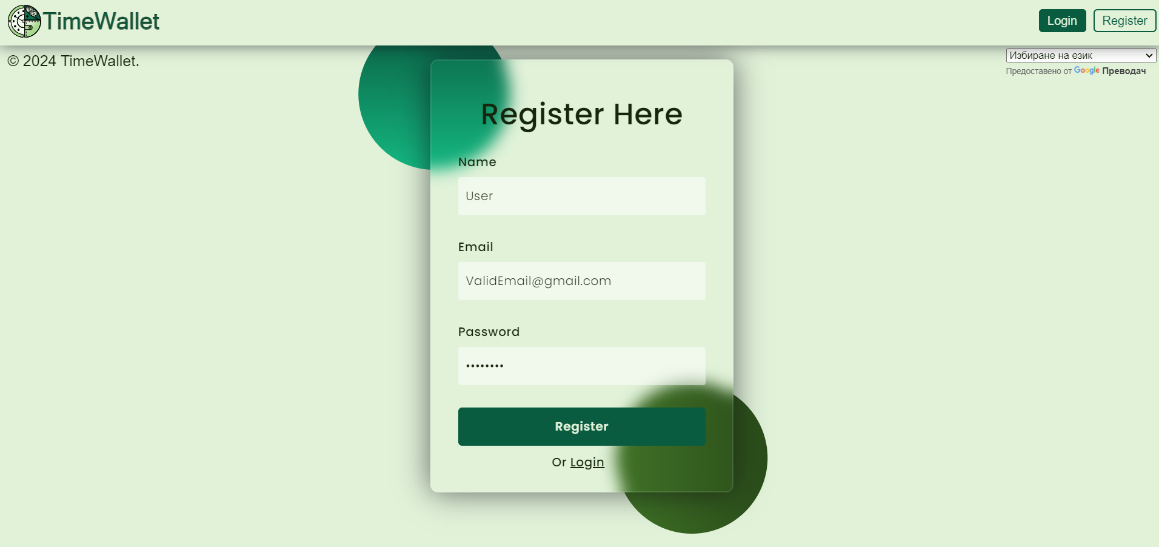 TimeWallet
Login
Register
© 2024 TimeWallet.
Избиране на език
Предоставено от Google Преводач
Register Here
Name
User
Email
ValidEmail@gmail.com
Password
••••••••
Register
Or Login